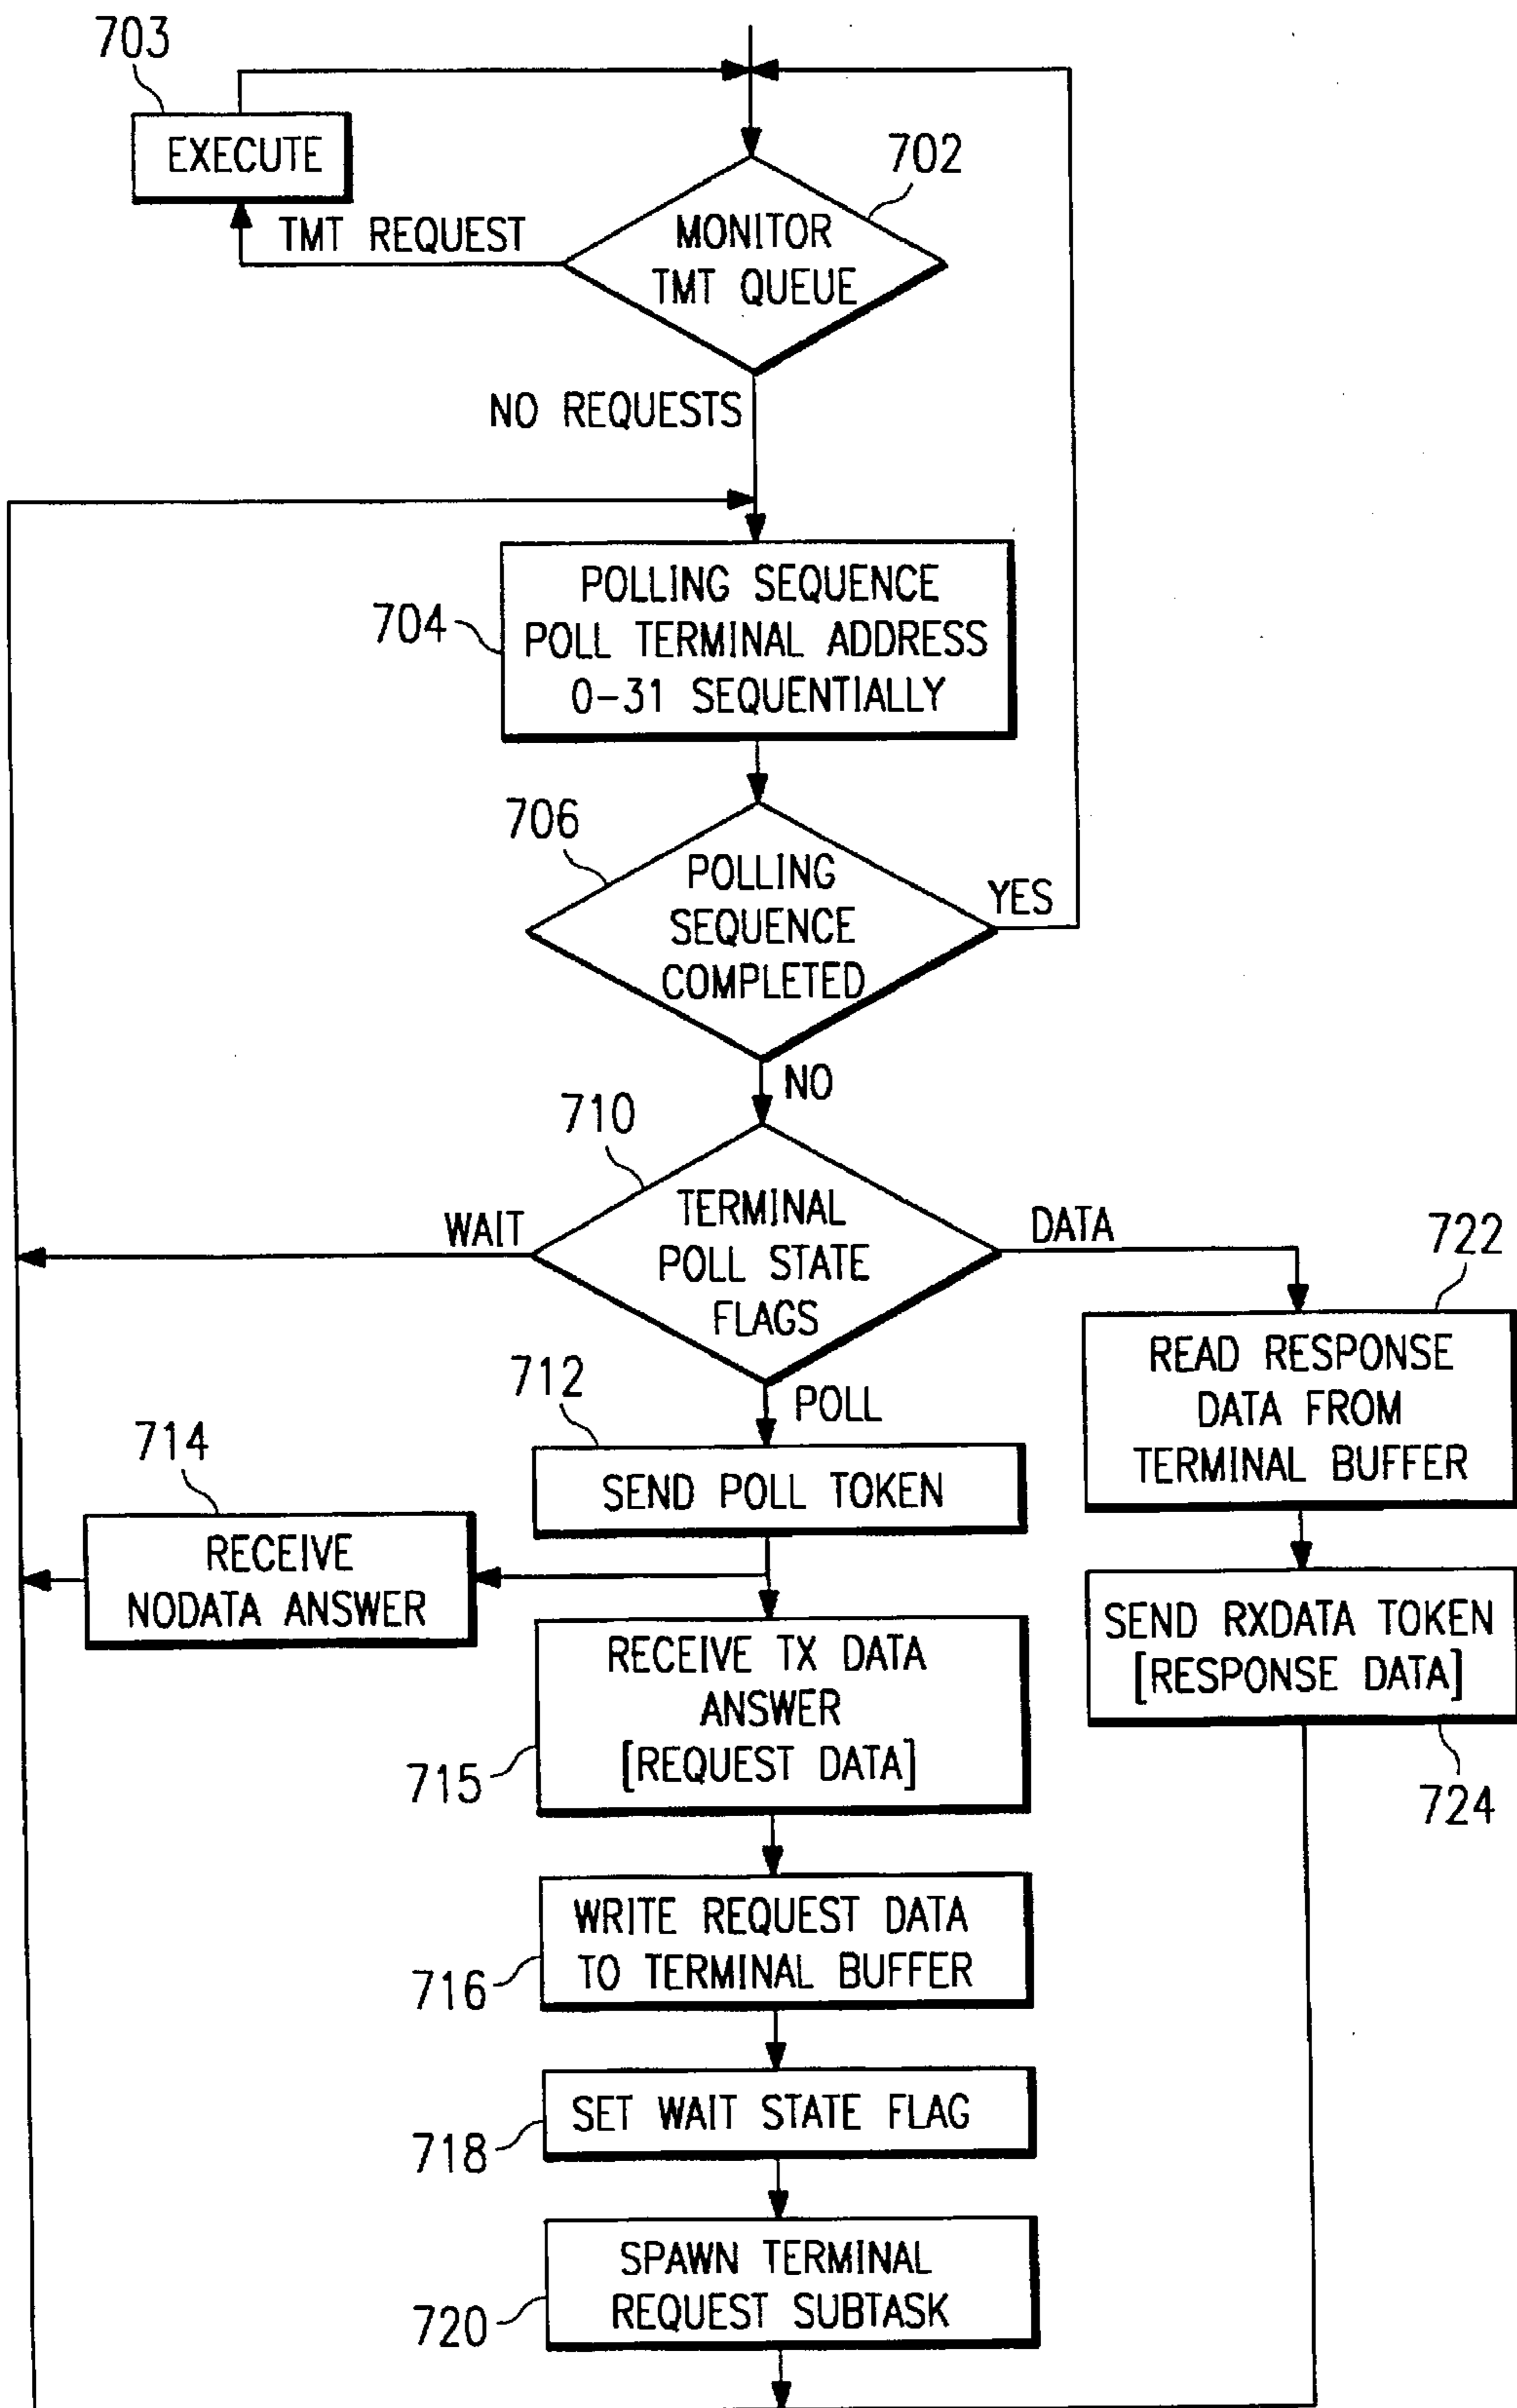 703
EXECUTE
702
TMT REQUEST
MONITOR
TMT QUEUE
NO REQUESTS
704
POLLING SEQUENCE
POLL TERMINAL ADDRESS
0-31 SEQUENTIALLY
706
POLLING
SEQUENCE
COMPLETED
YES
NO
710
WAIT
TERMINAL
POLL STATE
FLAGS
DATA
722
READ RESPONSE
DATA FROM
TERMINAL BUFFER
712
POLL
SEND POLL TOKEN
714
RECEIVE
NODATA ANSWER
SEND RXDATA TOKEN
[RESPONSE DATA]
724
RECEIVE TX DATA
ANSWER
[REQUEST DATA]
715
WRITE REQUEST DATA
TO TERMINAL BUFFER
716
SET WAIT STATE FLAG
718
SPAWN TERMINAL
REQUEST SUBTASK
720